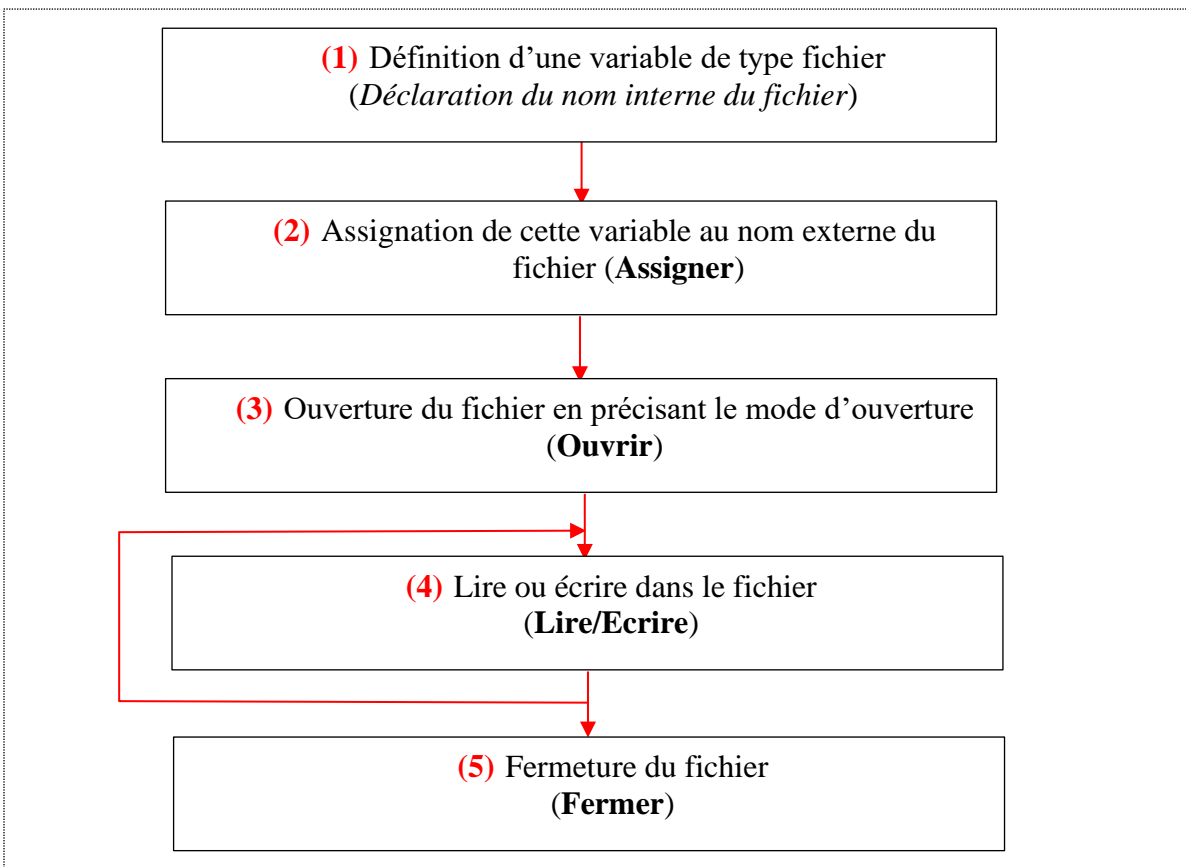 (1) Définition d’une variable de type fichier
(Déclaration du nom interne du fichier)
(2) Assignation de cette variable au nom externe du
fichier (Assigner)
(3) Ouverture du fichier en précisant le mode d’ouverture
(Ouvrir)
(4) Lire ou écrire dans le fichier
(Lire/Ecrire)
(5) Fermeture du fichier
(Fermer)